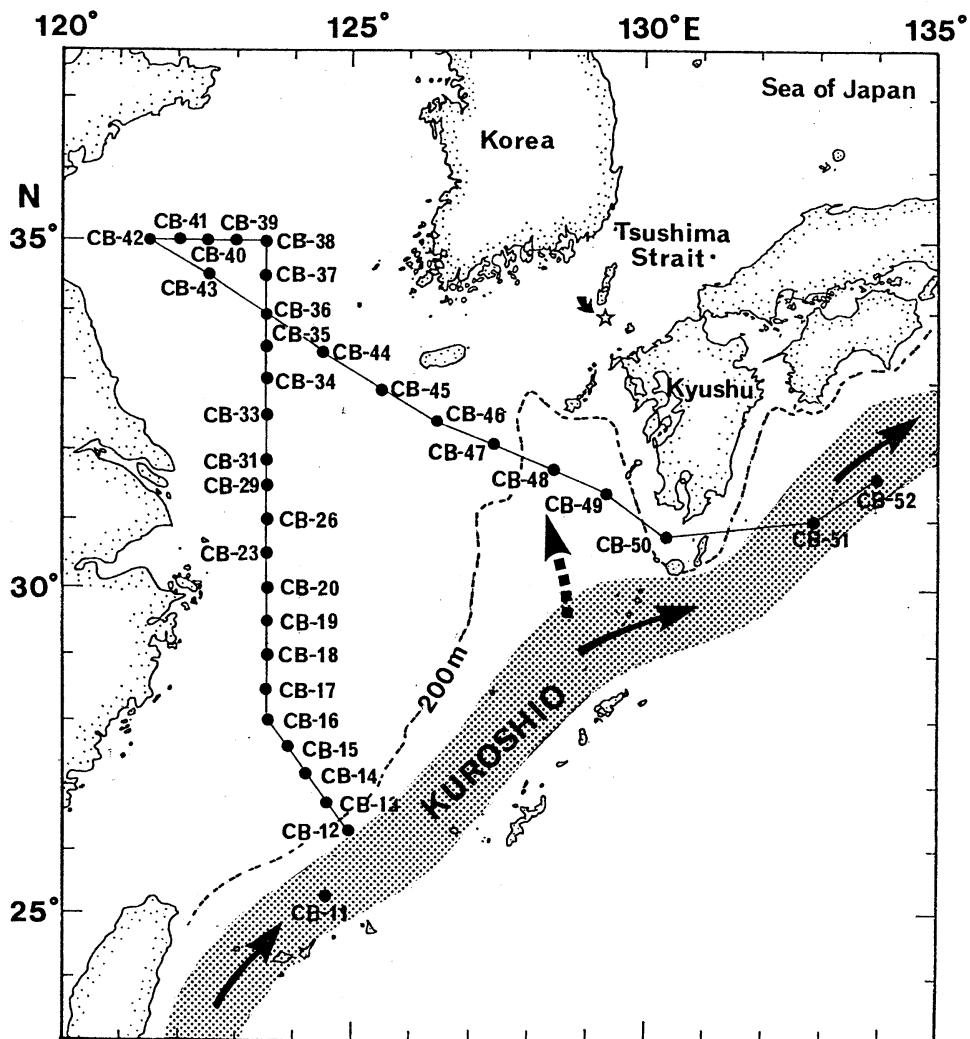 120° 125° 130°E 135°
Sea of Japan
Korea
N
35°
CB-41 CB-39
CB-42 CB-38
CB-40
Tsushima
Strait
CB-37
CB-43
CB-36
CB-35
CB-44
CB-34
CB-45
Kyushu
CB-33
CB-46
CB-47
CB-31
CB-48
CB-29
CB-49
CB-52
CB-26
CB-50
CB-51
CB-23
30°
CB-20
CB-19
CB-18
200m
CB-17
KUROSHIO
CB-16
CB-15
CB-14
CB-13
CB-12
CB-11
25°